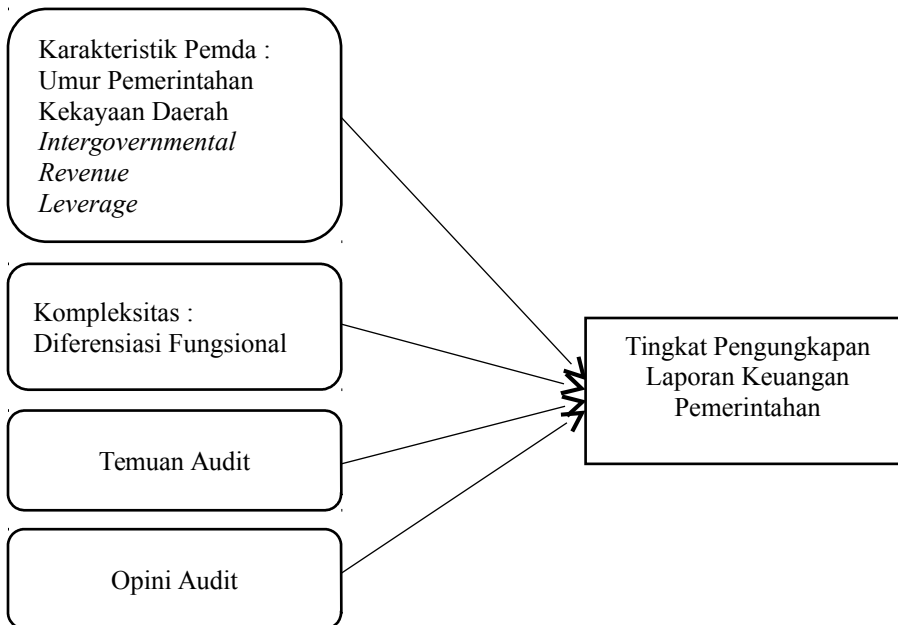 Karakteristik Pemda :
Umur Pemerintahan
Kekayaan Daerah
Intergovernmental
Revenue
Leverage
Kompleksitas :
Diferensiasi Fungsional
Temuan Audit
Opini Audit
Tingkat Pengungkapan
Laporan Keuangan
Pemerintahan